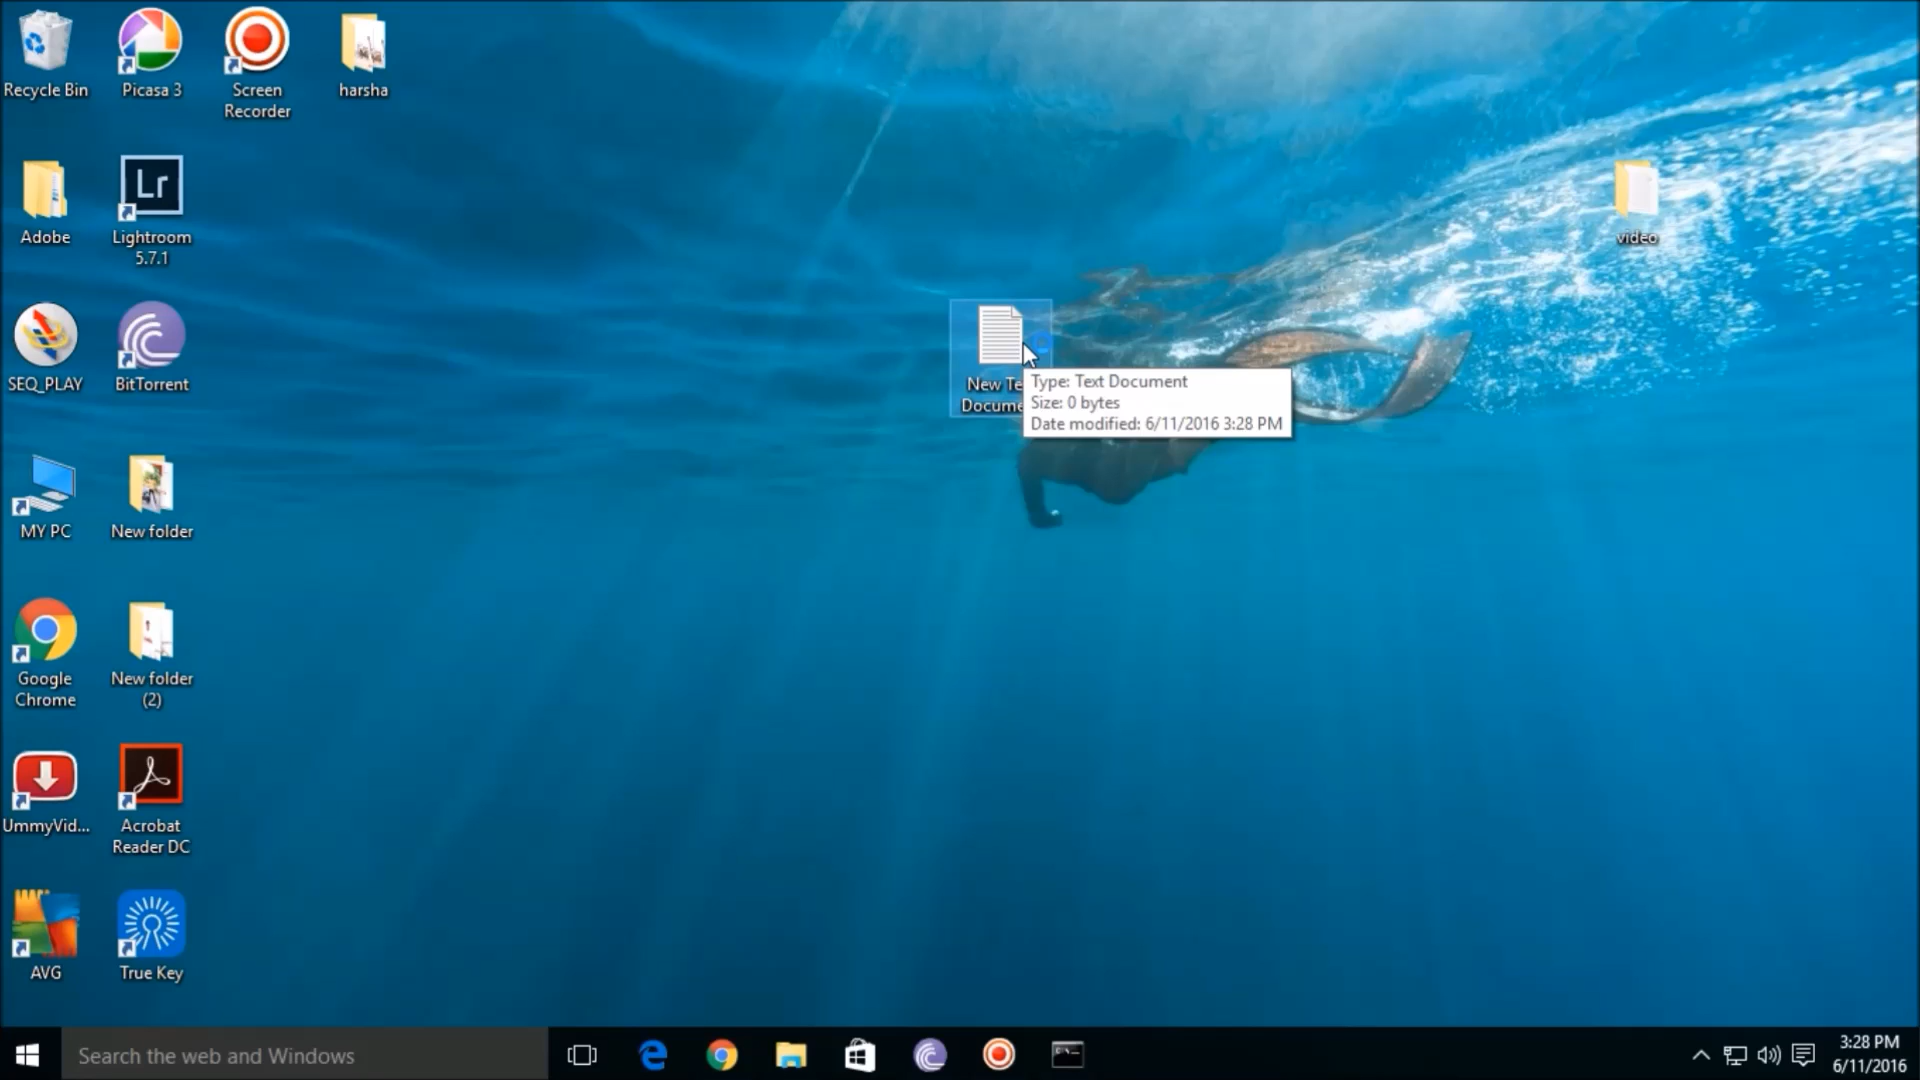 Recycle Bin
Picasa 3
Screen
Recorder
harsha
Adobe
Lr
Lightroom
5.7.1
video
SEQ_PLAY
BitTorrent
New Te
Docume
Type: Text Document
Size: 0 bytes
Date modified: 6/11/2016 3:28 PM
MY PC
New folder
Google
Chrome
New folder
(2)
UmmyVid...
Acrobat
Reader DC
AVG
True Key
Search the web and Windows
3:28 PM
6/11/2016